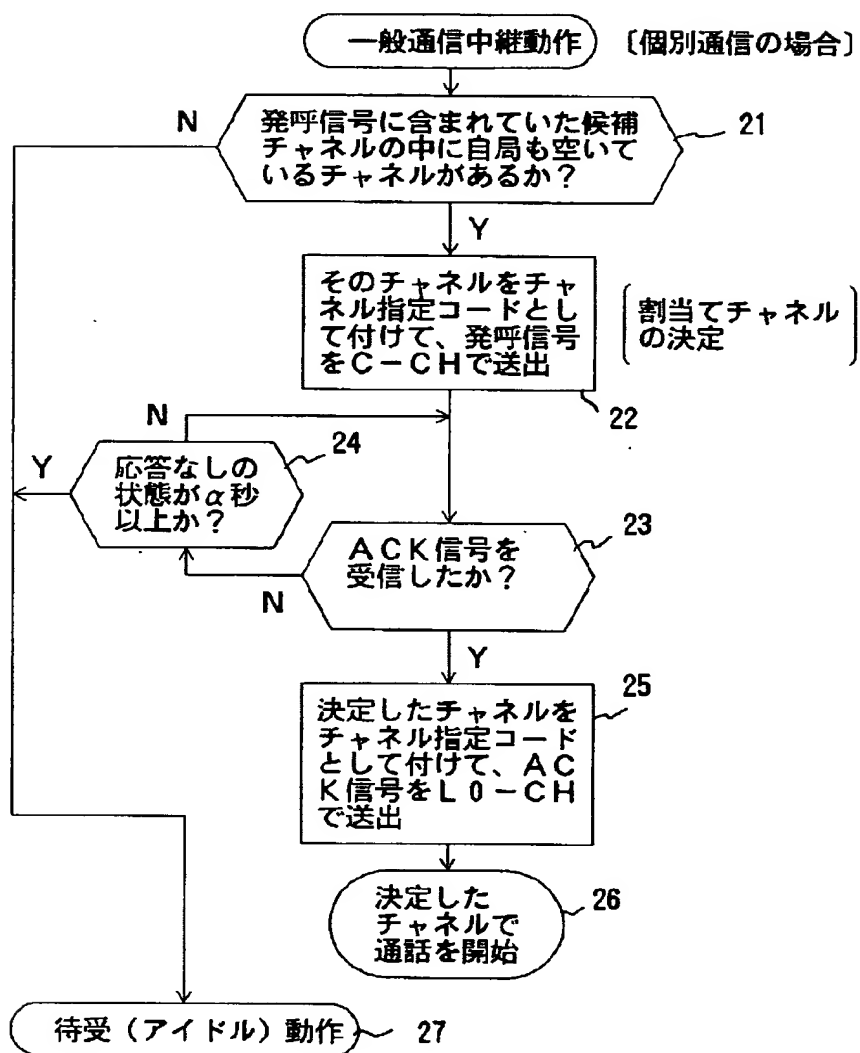 一般通信中継動作 〔個別通信の場合〕
N
発呼信号に含まれていた候補
チャネルの中に自局も空いて
いるチャネルがあるか?
21
Y
そのチャネルをチャ
ネル指定コードとし
て付けて、発呼信号
をC-CHで送出
割当てチャネル
の決定
22
N
24
Y
応答なしの
状態がα秒
以上か?
23
ACK信号を
受信したか?
N
Y
25
決定したチャネルを
チャネル指定コード
として付けて、AC
K信号をL0-CH
で送出
決定した
チャネルで
通話を開始
26
待受(アイドル)動作
27